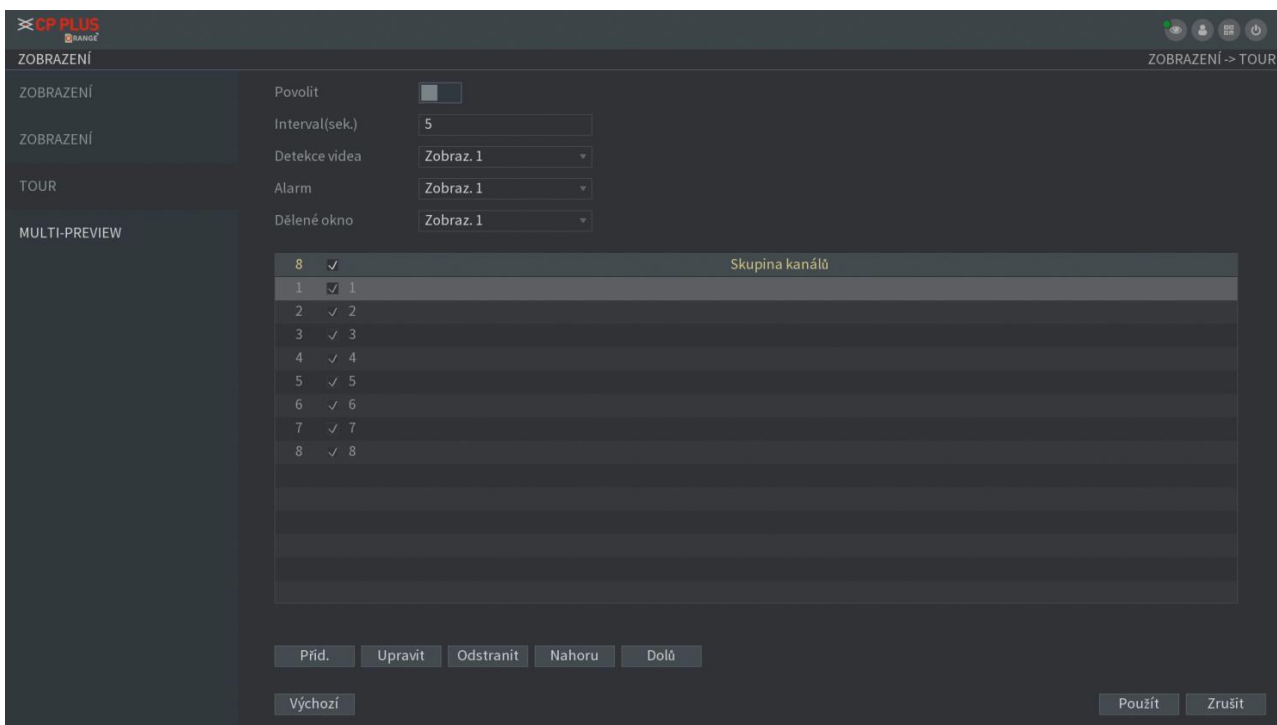 CP PLUS
ORANGE
ZOBRAZENÍ
ZOBRAZENÍ -> TOUR
ZOBRAZENÍ
ZOBRAZENÍ
TOUR
MULTI-PREVIEW
Povolit
Interval(sek.) 5
Detekce videa Zobraz. 1
Alarm Zobraz. 1
Dělené okno Zobraz. 1
8 Skupina kanálů
1 1
2 2
3 3
4 4
5 5
6 6
7 7
8 8
Přid. Upravit Odstranit Nahoru Dolů
Výchozí Použít Zrušit